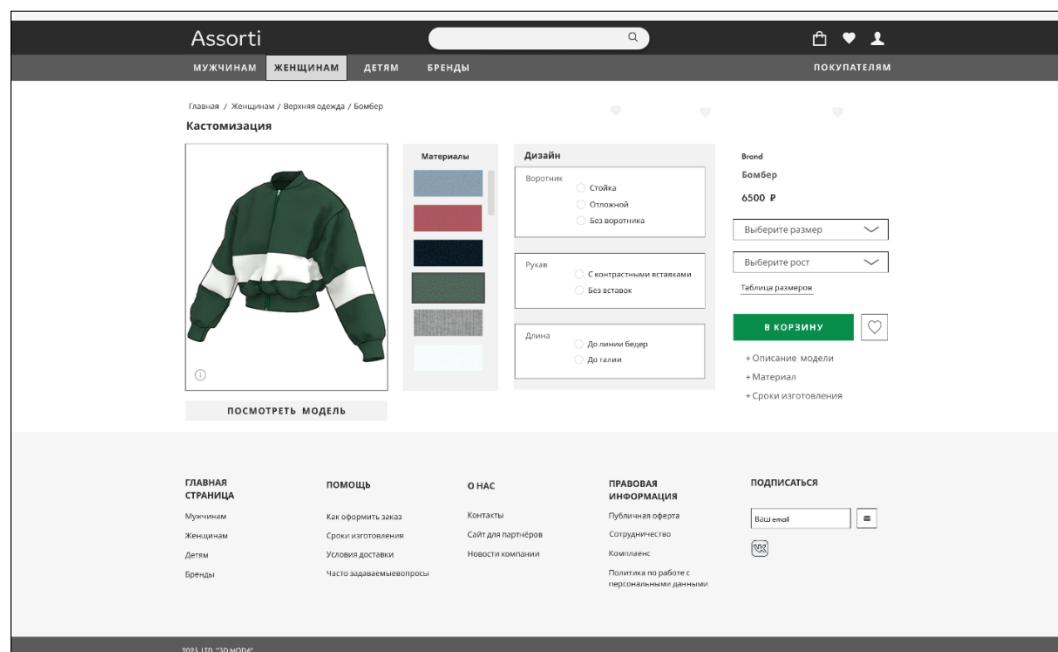 Assorti
МУЖЧИНАМ ЖЕНЩИНАМ ДЕТЯМ БРЕНДЫ ПОКУПАТЕЛЯМ
Главная / Женщинам / Верхняя одежда / Бомбер
Кастомизация
Материалы
Дизайн
Воротник
Стойка
Отложной
Без воротника
Рукав
С контрастными вставками
Без вставок
Длина
До линии бедер
До талии
Brand
Бомбер
6500 ₽
Выберите размер
Выберите рост
Таблица размеров
В КОРЗИНУ
+ Описание модели
+ Материал
+ Сроки изготовления
ПОСМОТРЕТЬ МОДЕЛЬ
ГЛАВНАЯ
СТРАНИЦА
Мужчинам
Женщинам
Детям
Бренды
ПОМОЩЬ
Как оформить заказ
Сроки изготовления
Условия доставки
Часто задаваемыевопросы
О НАС
Контакты
Сайт для партнёров
Новости компании
ПРАВОВАЯ
ИНФОРМАЦИЯ
Публичная оферта
Сотрудничество
Комплаенс
Политика по работе с
персональными данными
ПОДПИСАТЬСЯ
Ваш email
2025, LTD. "3D MODA"